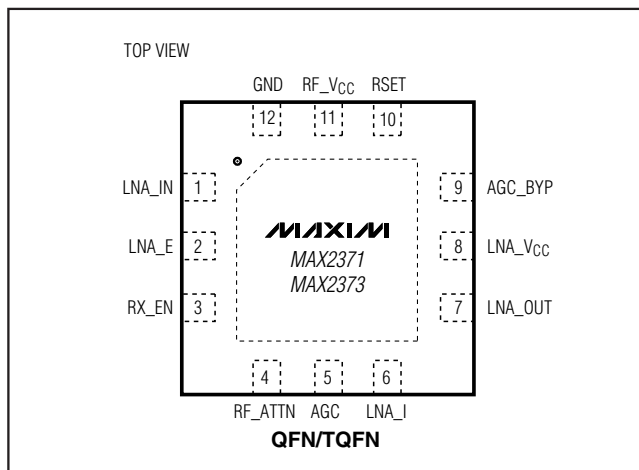 TOP VIEW
GND RF_VCC RSET
12 11 10
LNA_IN 1 9 AGC_BYP
MAXIM
LNA_E 2 MAX2371 8 LNA_VCC
MAX2373
RX_EN 3 7 LNA_OUT
4 5 6
RF_ATTN AGC LNA_I
QFN/TQFN